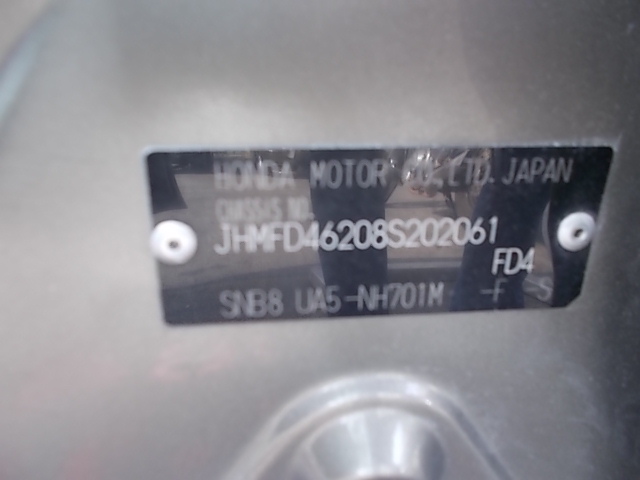 HONDA MOTOR CO.,LTD. JAPAN
CHASSIS NO.
JHMFD46208S202061
FD4
SNB8 UA5-NH701M -F S